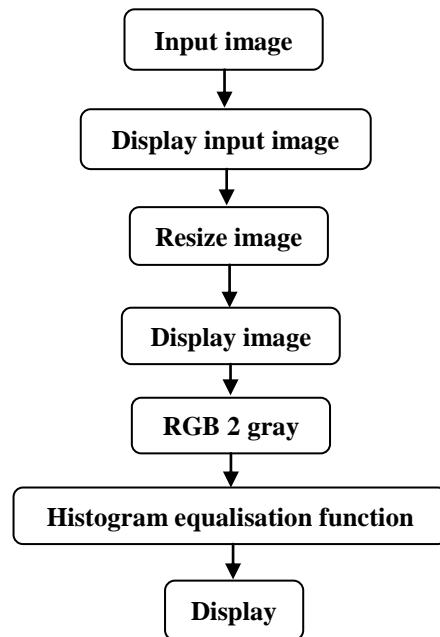 Input image
Display input image
Resize image
Display image
RGB 2 gray
Histogram equalisation function
Display